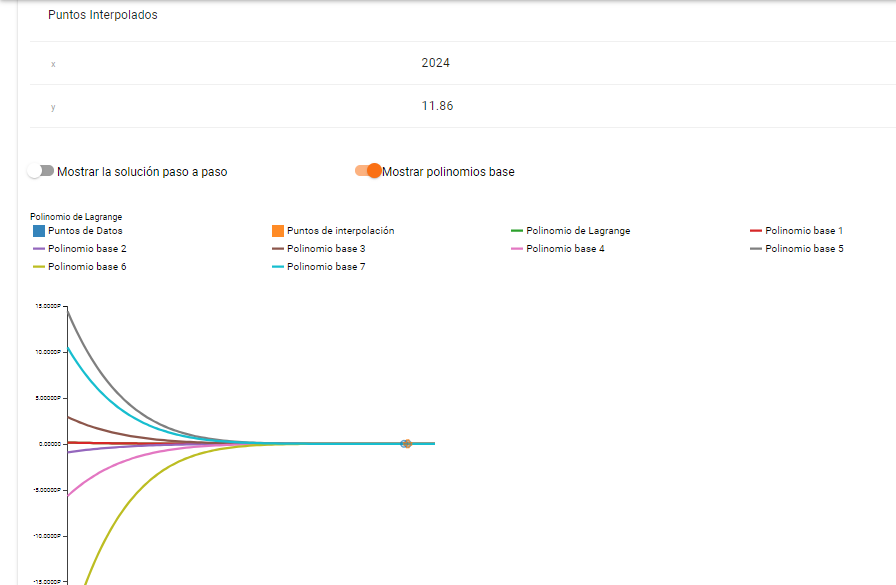 Puntos Interpolados
x 2024
y 11.86
Mostrar la solución paso a paso Mostrar polinomios base
Polinomio de Lagrange
Puntos de Datos Puntos de interpolación Polinomio de Lagrange Polinomio base 1
Polinomio base 2 Polinomio base 3 Polinomio base 4 Polinomio base 5
Polinomio base 6 Polinomio base 7
15.0000P
10.0000P
5.00000P
0.00000
-5.00000P
-10.0000P
-15.0000P